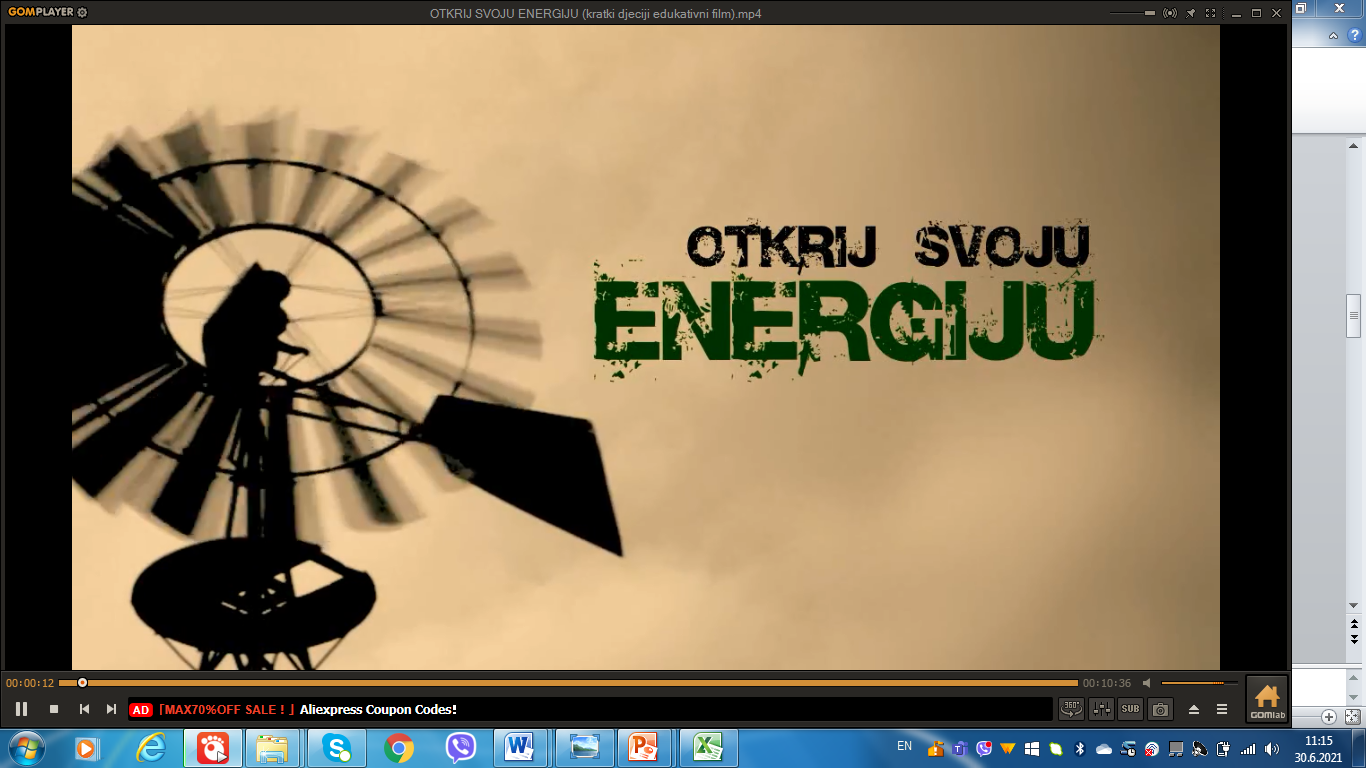 GOMPLAYER
OTKRIJ SVOJU ENERGIJU (kratki djeciji edukativni film).mp4
OTKRIJ SVOJU
ENERGIJU
00:00:12
00:10:36
AD [MAX70%OFF SALE ! 」 Aliexpress Coupon Codes!
360°
SUB
GOMlab
EN
11:15
30.6.2021